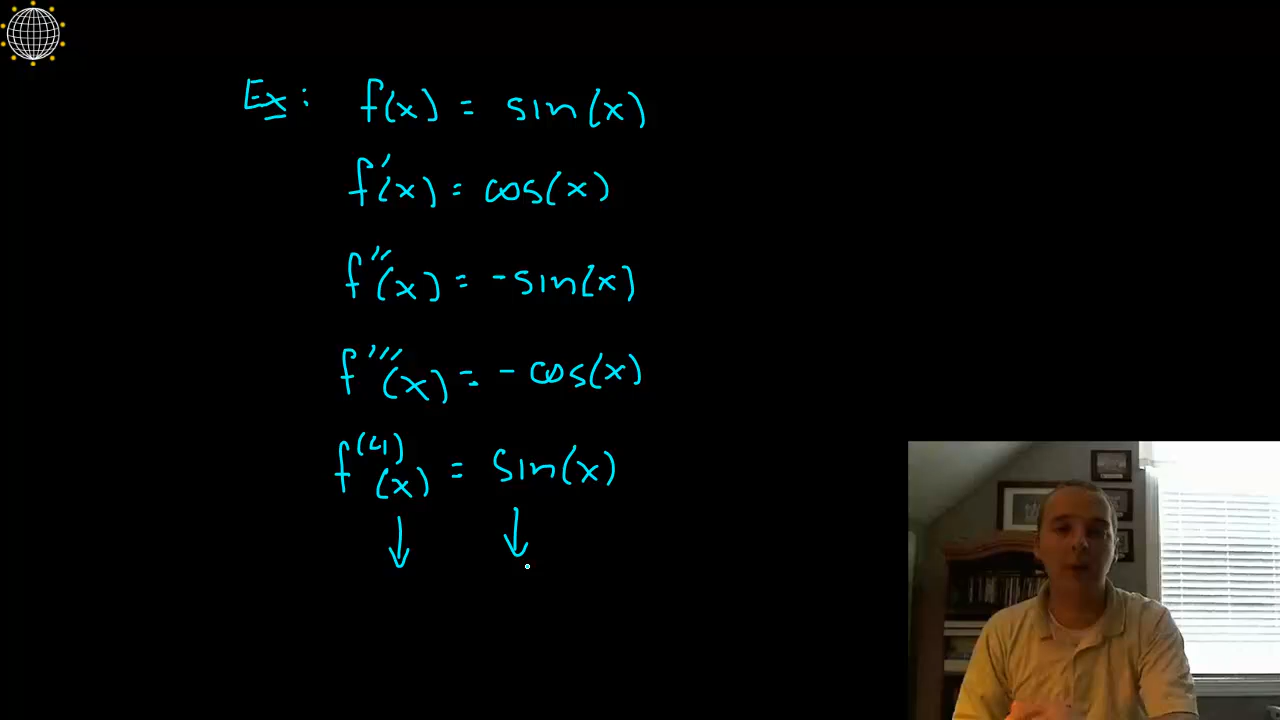 Ex: f(x) = sin(x)
f'(x) = cos(x)
f''(x) = -sin(x)
f'''(x) = -cos(x)
f^(4)(x) = sin(x)
↓ ↓